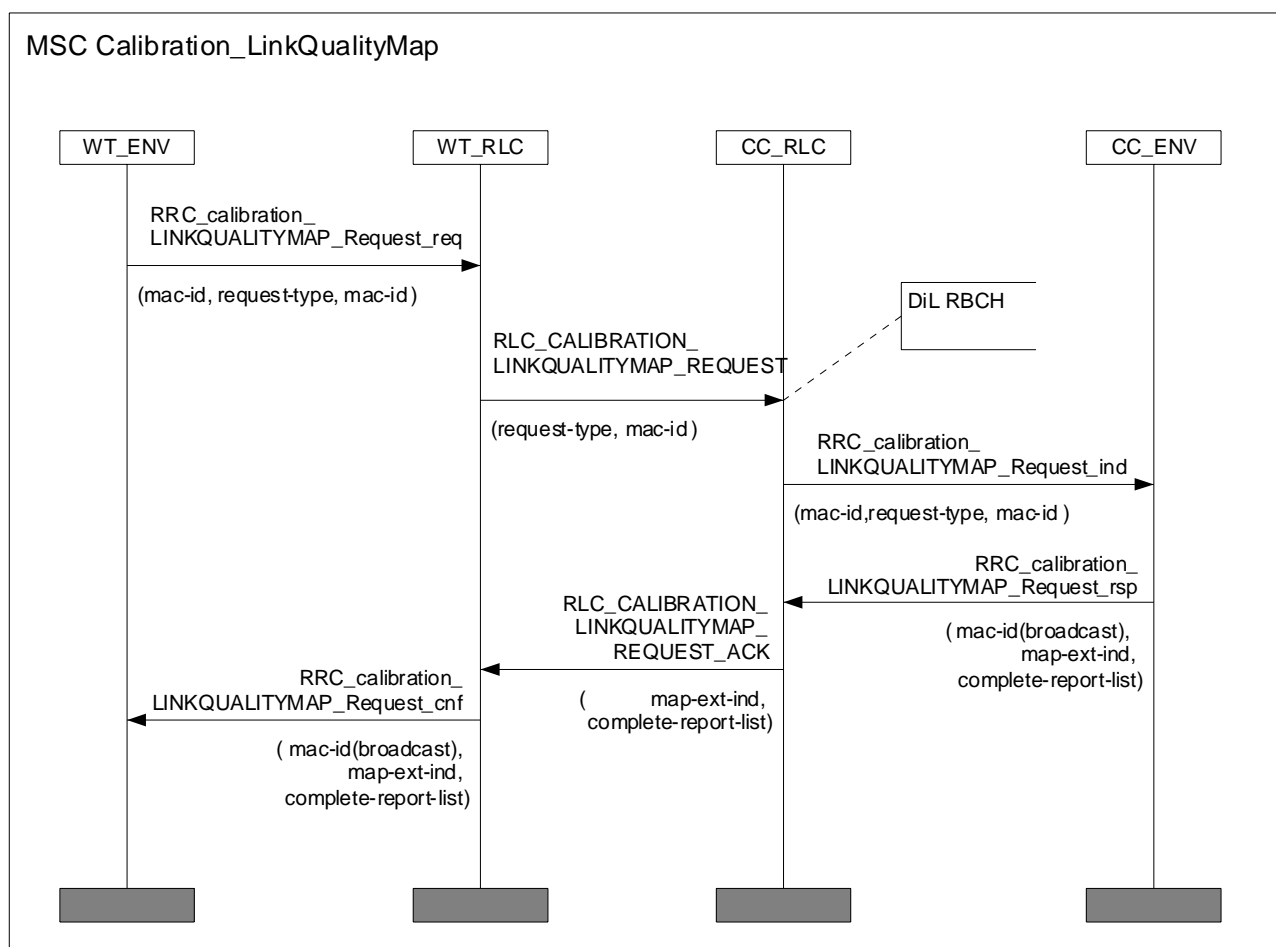 MSC Calibration_LinkQualityMap
WT_ENV
WT_RLC
CC_RLC
CC_ENV
RRC_calibration_
LINKQUALITYMAP_Request_req
(mac-id, request-type, mac-id )
DiL RBCH
RLC_CALIBRATION_
LINKQUALITYMAP_REQUEST
(request-type, mac-id )
RRC_calibration_
LINKQUALITYMAP_Request_ind
(mac-id,request-type, mac-id )
RRC_calibration_
LINKQUALITYMAP_Request_rsp
( mac-id(broadcast),
map-ext-ind,
complete-report-list)
RLC_CALIBRATION_
LINKQUALITYMAP_
REQUEST_ACK
( map-ext-ind,
complete-report-list)
RRC_calibration_
LINKQUALITYMAP_Request_cnf
( mac-id(broadcast),
map-ext-ind,
complete-report-list)